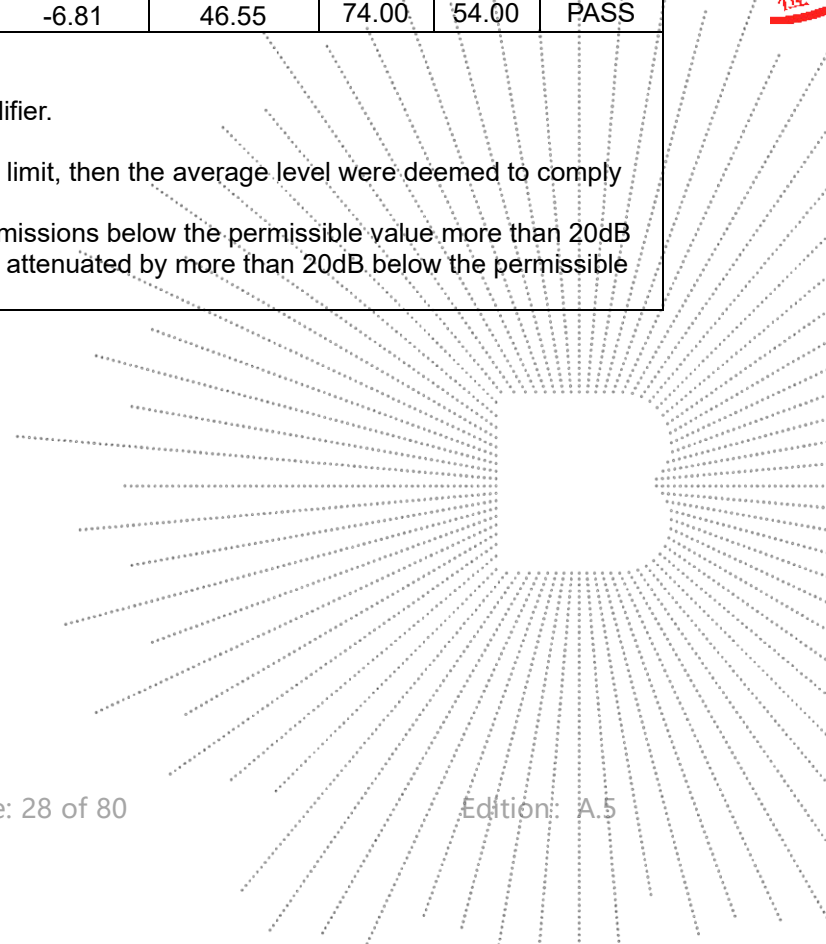 -6.81 46.55 74.00 54.00 PASS
lifier.
limit, then the average level were deemed to comply
missions below the permissible value more than 20dB
attenuated by more than 20dB below the permissible
e: 28 of 80 Edition: A.5